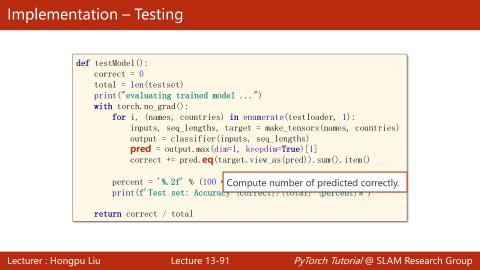 Implementation – Testing
def testModel():
correct = 0
total = len(testset)
print("evaluating trained model ...")
with torch.no_grad():
for i, (names, countries) in enumerate(testloader, 1):
inputs, seq_lengths, target = make_tensors(names, countries)
output = classifier(inputs, seq_lengths)
pred = output.max(dim=1, keepdim=True)[1]
correct += pred.eq(target.view_as(pred)).sum().item()
percent = '%.2f' % (100 *
Compute number of predicted correctly.
print(f'Test set: Accuracy {correct}/{total} {percent}%')
return correct / total
Lecturer : Hongpu Liu
Lecture 13-91
PyTorch Tutorial @ SLAM Research Group